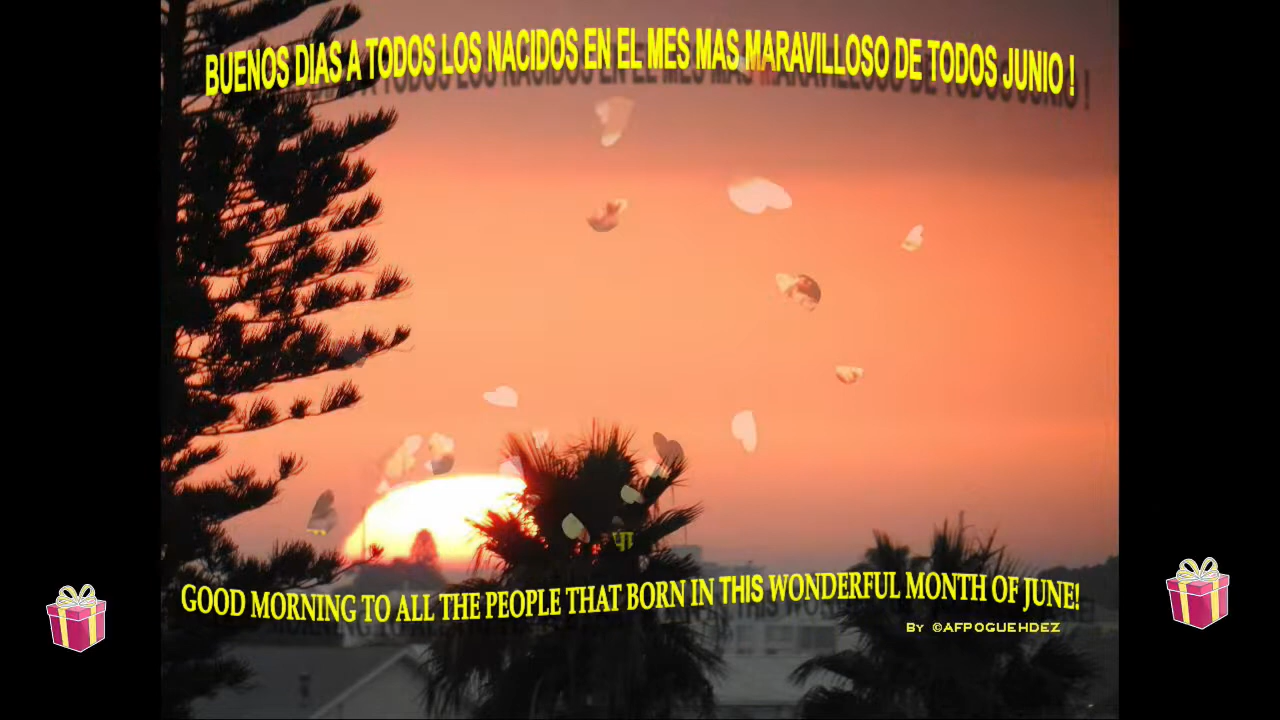 BUENOS DIAS A TODOS LOS NACIDOS EN EL MES MAS MARAVILLOSO DE TODOS JUNIO !
GOOD MORNING TO ALL THE PEOPLE THAT BORN IN THIS WONDERFUL MONTH OF JUNE!
BY ©AFPOGUEHDEZ